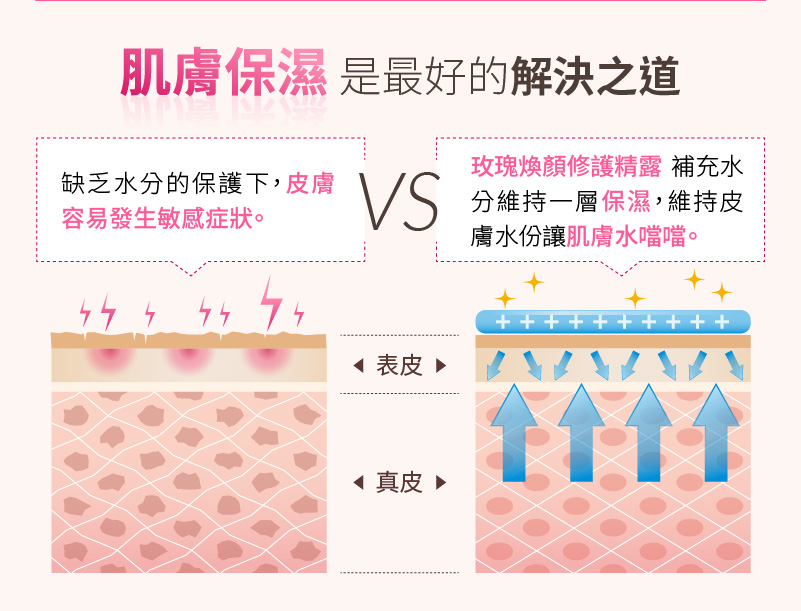 肌膚保濕 是最好的解決之道
缺乏水分的保護下，皮膚
容易發生敏感症狀。
VS
玫瑰煥顏修護精露 補充水
分維持一層保濕，維持皮
膚水份讓肌膚水噹噹。
表皮
真皮